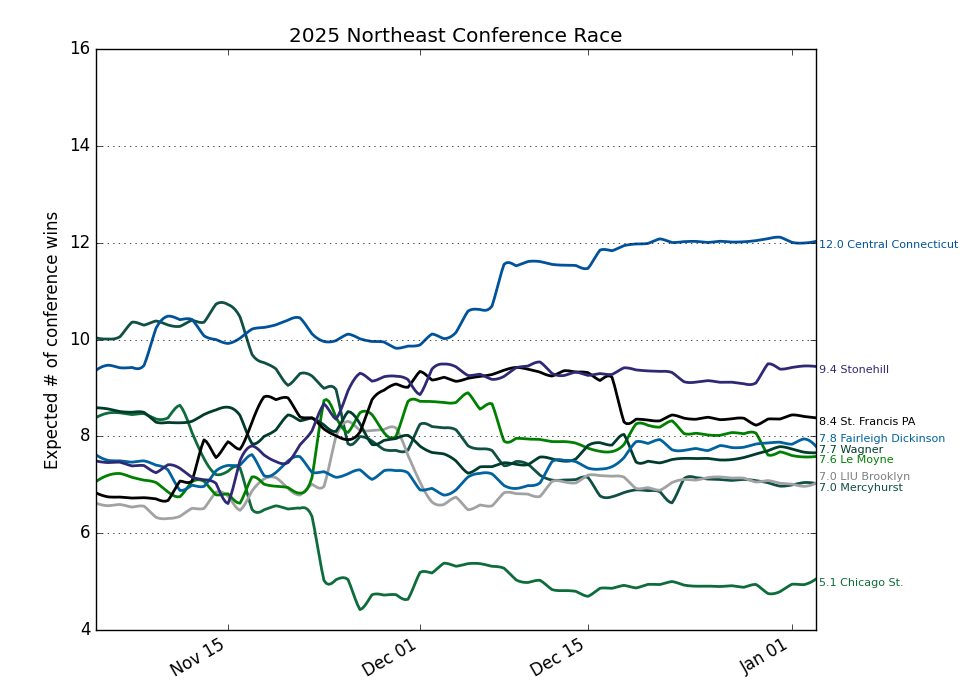 2025 Northeast Conference Race
Expected # of conference wins
16
14
12
10
8
6
4
12.0 Central Connecticut
9.4 Stonehill
8.4 St. Francis PA
7.8 Fairleigh Dickinson
7.7 Wagner
7.6 Le Moyne
7.0 LIU Brooklyn
7.0 Mercyhurst
5.1 Chicago St.
Nov 15
Dec 01
Dec 15
Jan 01